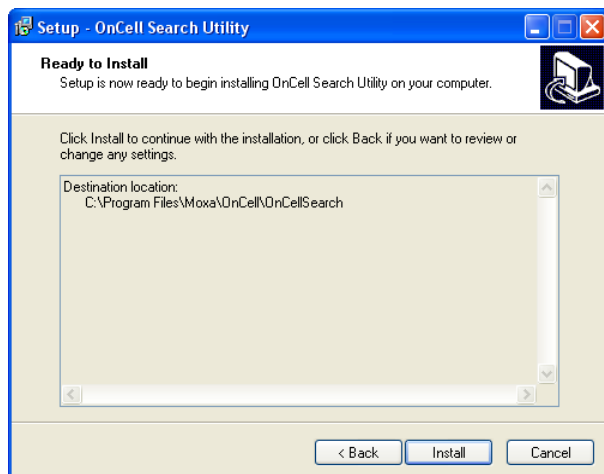 Setup - OnCell Search Utility
Ready to Install
Setup is now ready to begin installing OnCell Search Utility on your computer.
Click Install to continue with the installation, or click Back if you want to review or
change any settings.
Destination location:
C:\Program Files\Moxa\OnCell\OnCellSearch
< Back
Install
Cancel